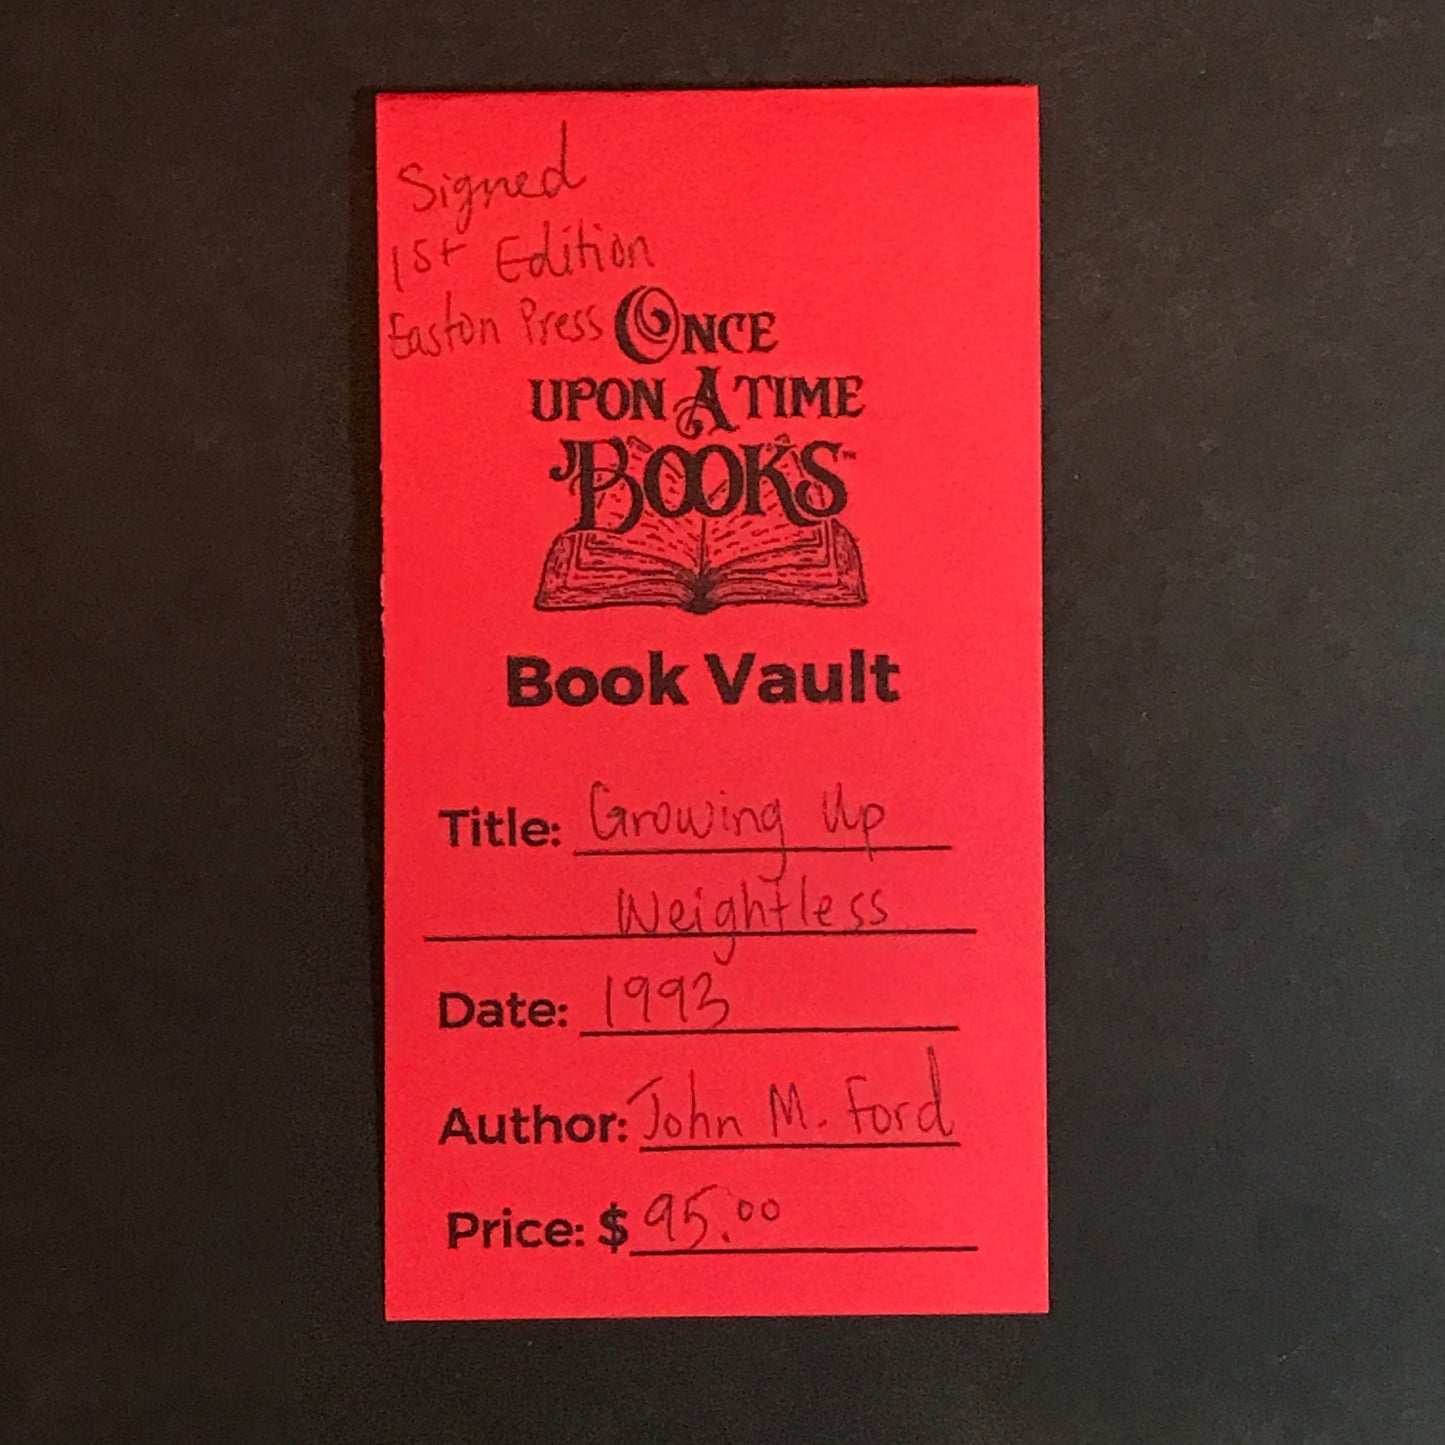 Signed
1st Edition
Easton Press
ONCE
UPON A TIME
BOOKS™
Book Vault
Title: Growing Up
Weightless
Date: 1993
Author: John M. Ford
Price: $ 95.00